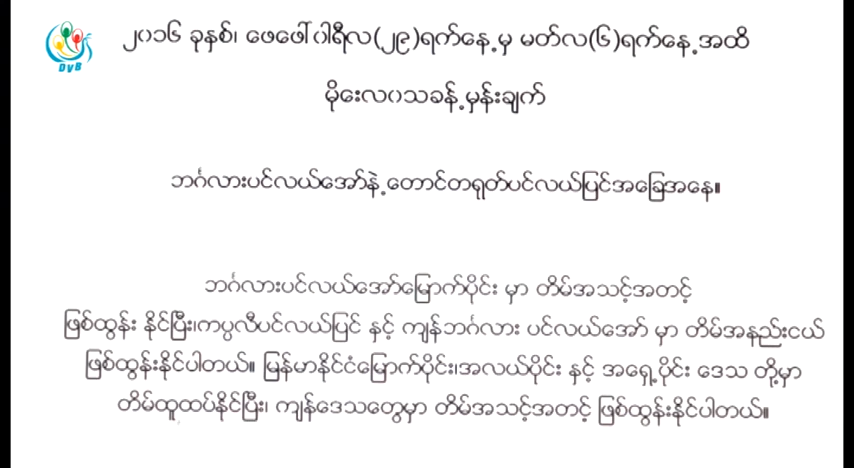 DVB
၂၀၁၆ ခုနှစ်၊ ဖေဖေါ်ဝါရီလ(၂၉)ရက်နေ့မှ မတ်လ(၆)ရက်နေ့အထိ
မိုးလေဝသခန့်မှန်းချက်
ဘင်္ဂလားပင်လယ်အော်နဲ့ တောင်တရုတ်ပင်လယ်ပြင်အခြေအနေ။
ဘင်္ဂလားပင်လယ်အော်မြောက်ပိုင်း မှာ တိမ်အသင့်အတင့်
ဖြစ်ထွန်း နိုင်ပြီး၊ကပ္ပလီပင်လယ်ပြင် နှင့် ကျန်ဘင်္ဂလား ပင်လယ်အော် မှာ တိမ်အနည်းငယ်
ဖြစ်ထွန်းနိုင်ပါတယ်။ မြန်မာနိုင်ငံမြောက်ပိုင်း၊အလယ်ပိုင်း နှင့် အရှေ့ပိုင်း ဒေသ တို့မှာ
တိမ်ထူထပ်နိုင်ပြီး၊ ကျန်ဒေသတွေမှာ တိမ်အသင့်အတင့် ဖြစ်ထွန်းနိုင်ပါတယ်။